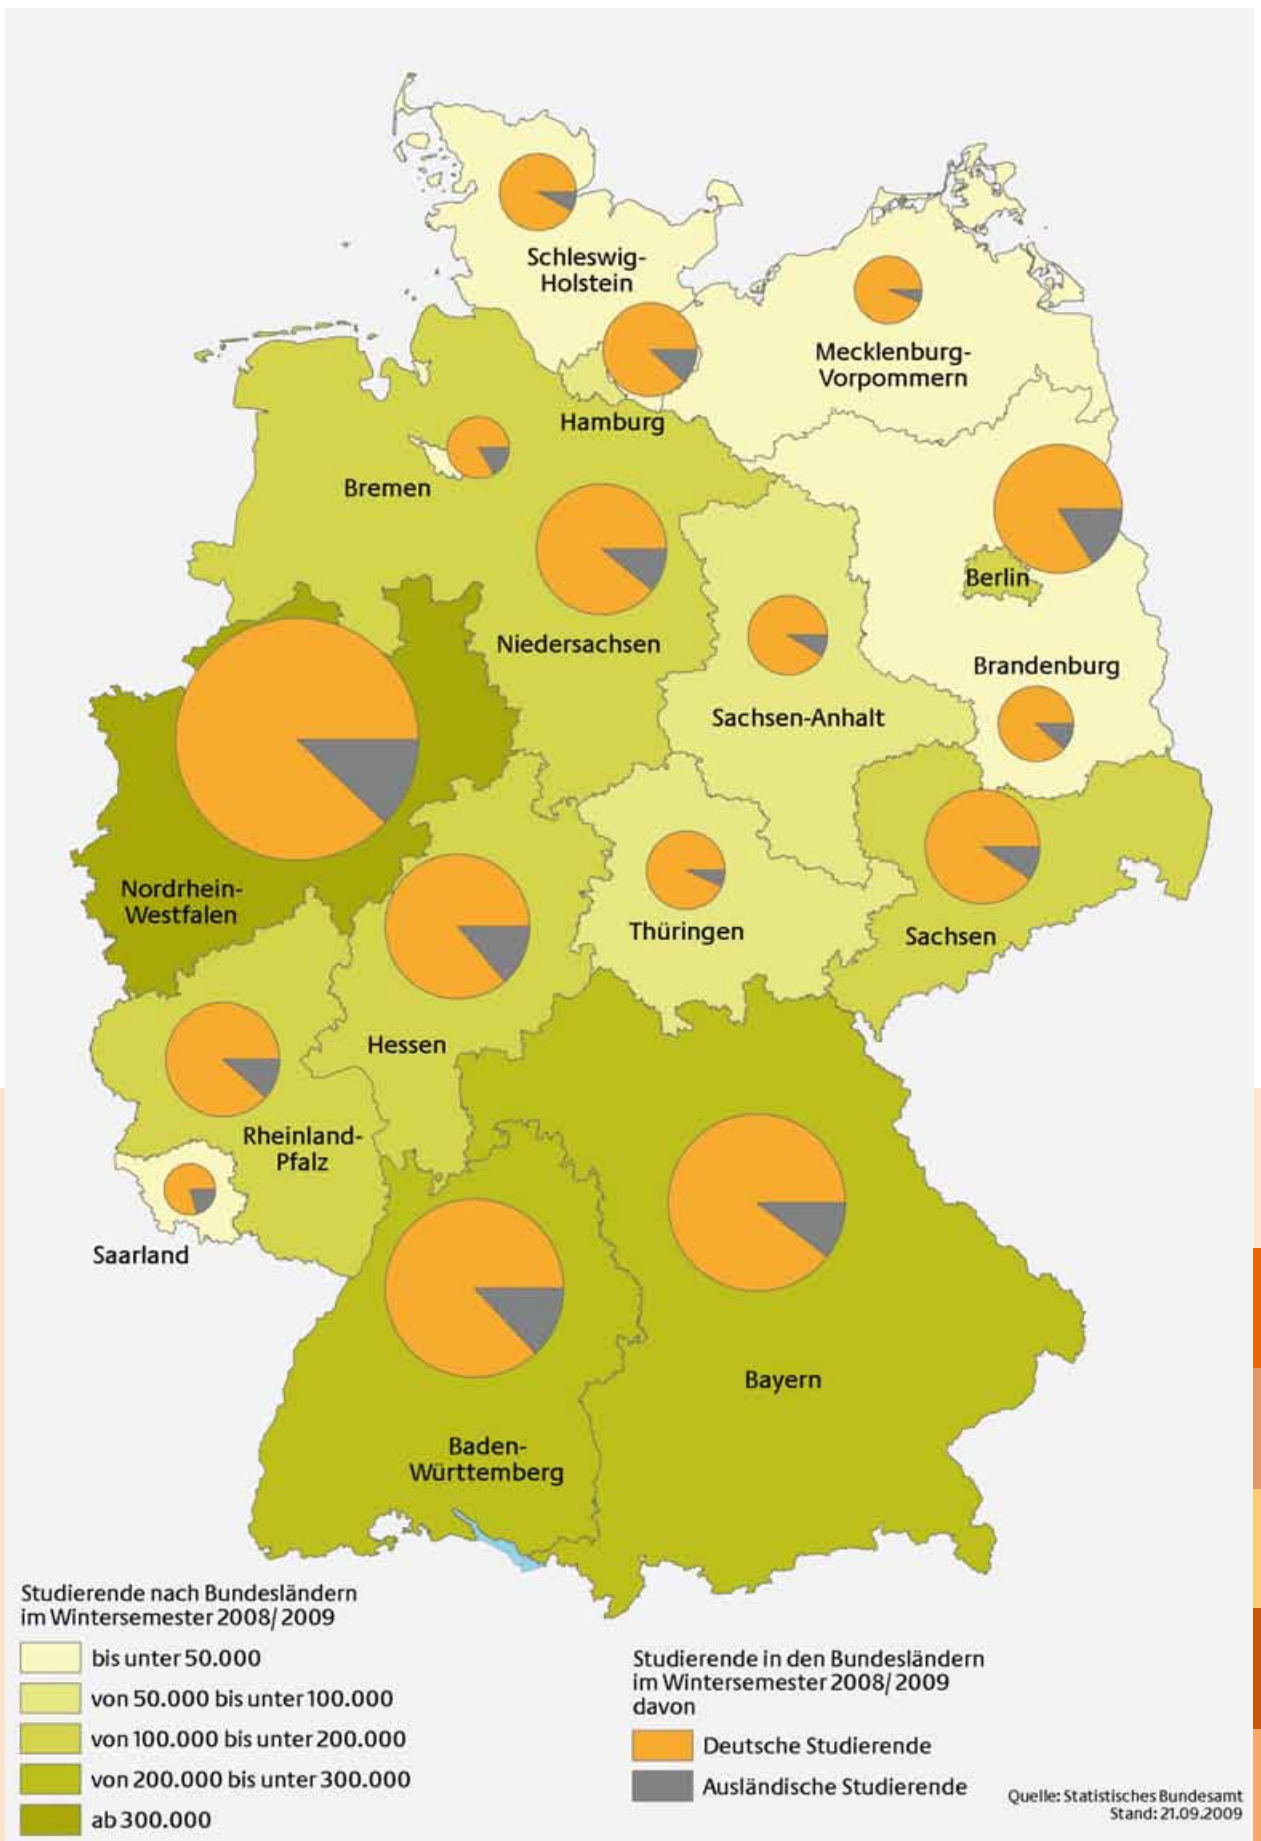 Schleswig-
Holstein
Mecklenburg-
Vorpommern
Hamburg
Bremen
Berlin
Niedersachsen
Brandenburg
Sachsen-Anhalt
Nordrhein-
Westfalen
Thüringen
Sachsen
Hessen
Rheinland-
Pfalz
Saarland
Bayern
Baden-
Württemberg
Studierende nach Bundesländern
im Wintersemester 2008/2009
bis unter 50.000
von 50.000 bis unter 100.000
von 100.000 bis unter 200.000
von 200.000 bis unter 300.000
ab 300.000
Studierende in den Bundesländern
im Wintersemester 2008/2009
davon
Deutsche Studierende
Ausländische Studierende
Quelle: Statistisches Bundesamt
Stand: 21.09.2009